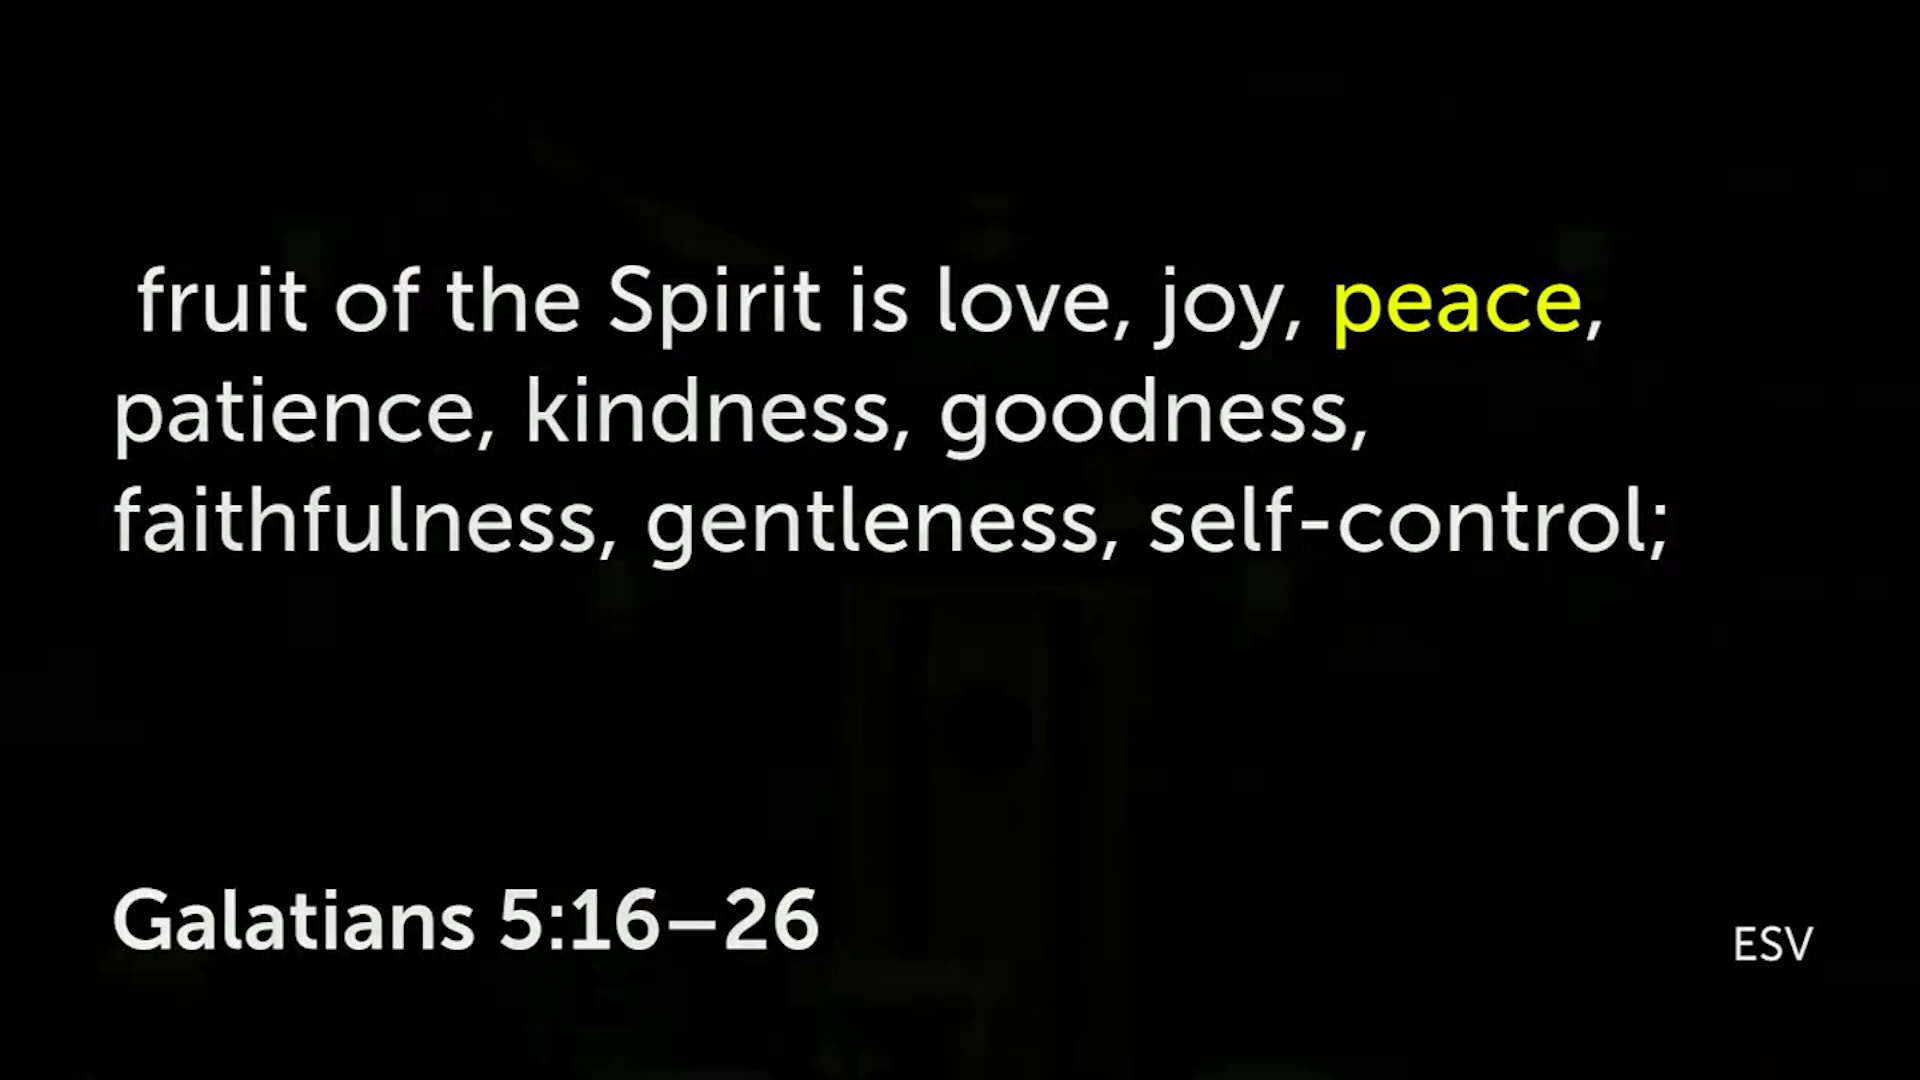 fruit of the Spirit is love, joy, peace,
patience, kindness, goodness,
faithfulness, gentleness, self-control;
Galatians 5:16–26
ESV